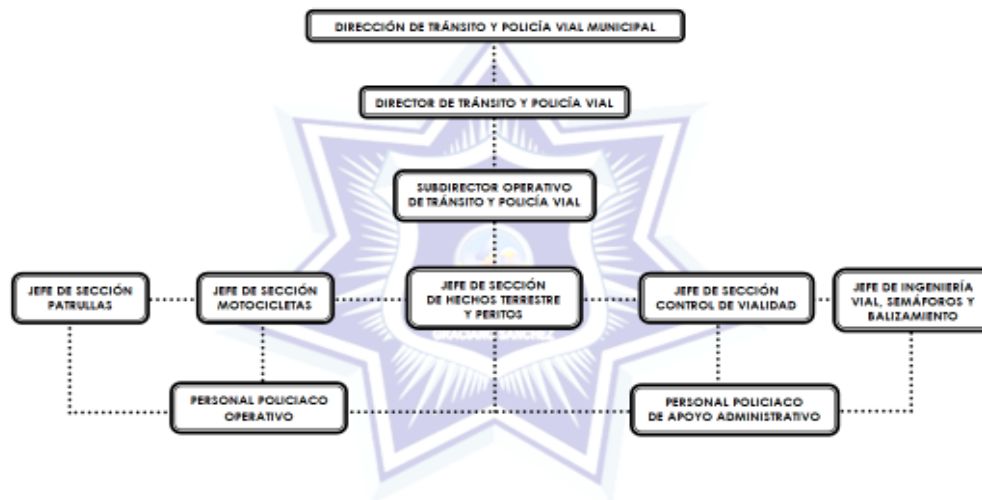 DIRECCIÓN DE TRÁNSITO Y POLICÍA VIAL MUNICIPAL
DIRECTOR DE TRÁNSITO Y POLICÍA VIAL
SUBDIRECTOR OPERATIVO
DE TRÁNSITO Y POLICÍA VIAL
JEFE DE SECCIÓN
PATRULLAS
JEFE DE SECCIÓN
MOTOCICLETAS
JEFE DE SECCIÓN
DE HECHOS TERRESTRE
Y PERITOS
JEFE DE SECCIÓN
CONTROL DE VIALIDAD
JEFE DE INGENIERÍA
VIAL, SEMÁFOROS Y
BALIZAMIENTO
PERSONAL POLICIACO
OPERATIVO
PERSONAL POLICIACO
DE APOYO ADMINISTRATIVO